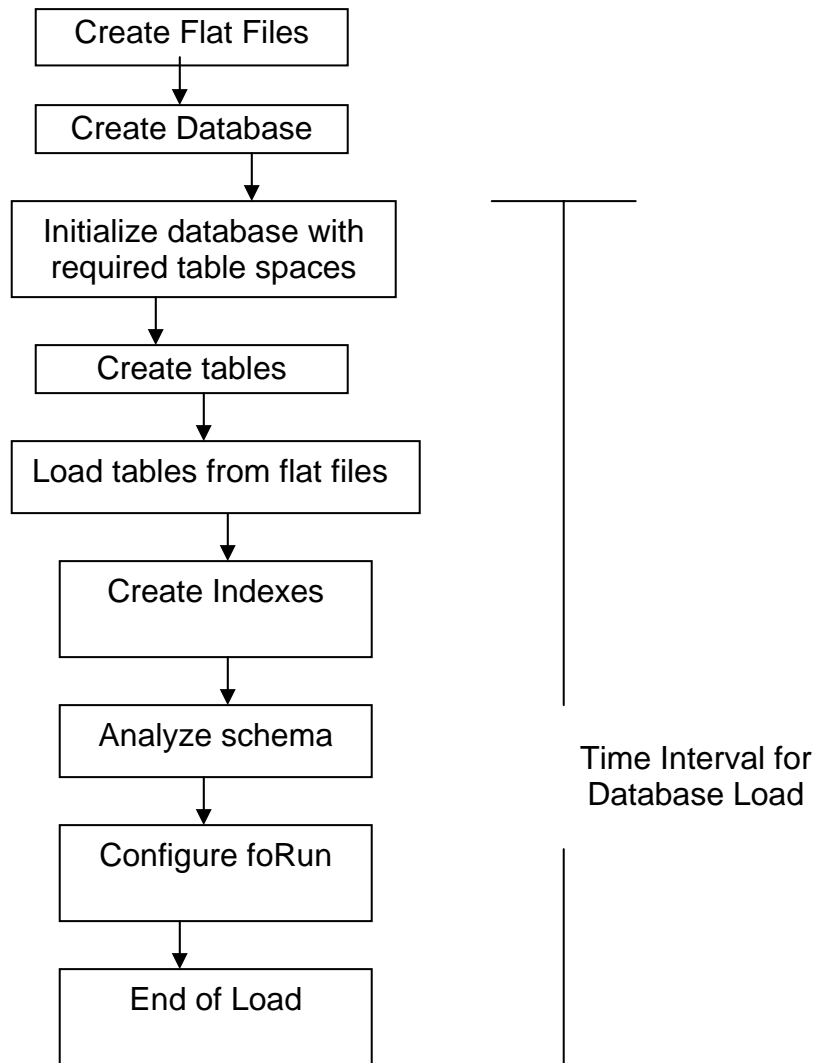 Create Flat Files
Create Database
Initialize database with
required table spaces
Create tables
Load tables from flat files
Create Indexes
Analyze schema
Time Interval for
Database Load
Configure foRun
End of Load